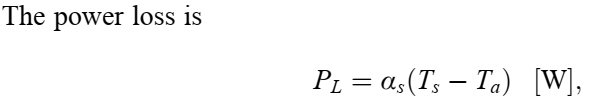 The power loss is
P_L = α_s(T_s − T_a) [W],